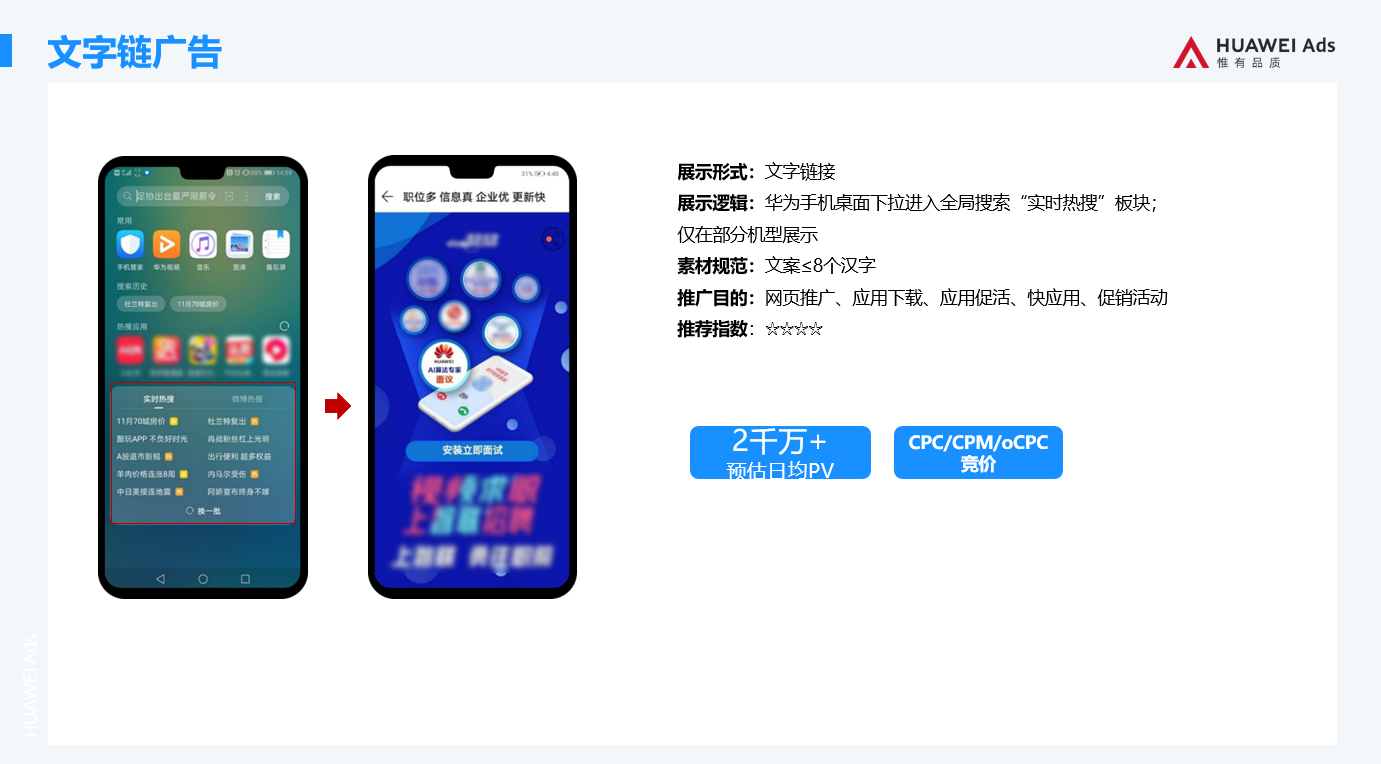 文字链广告
HUAWEI Ads
惟有品质
14:59
足协出台最严限薪令
搜索
常用
手机管家 华为视频 音乐 图库 备忘录
搜索历史
杜兰特复出 11月70城房价
热搜应用
实时热搜 微博热搜
11月70城房价 杜兰特复出
酷玩APP 不负好时光 肖战粉丝杠上光明
A股退市新规 出行便利 超多权益
羊肉价格连涨8周 内马尔受伤
中日美接连地震 阿娇宣布终身不嫁
换一批
31% 4:40
职位多 信息真 企业优 更新快
HUAWEI
AI算法专家
面议
安装立即面试
展示形式：文字链接
展示逻辑：华为手机桌面下拉进入全局搜索“实时热搜”板块；
仅在部分机型展示
素材规范：文案≤8个汉字
推广目的：网页推广、应用下载、应用促活、快应用、促销活动
推荐指数：☆☆☆☆
2千万+
预估日均PV
CPC/CPM/oCPC
竞价
HUAWEI Ads